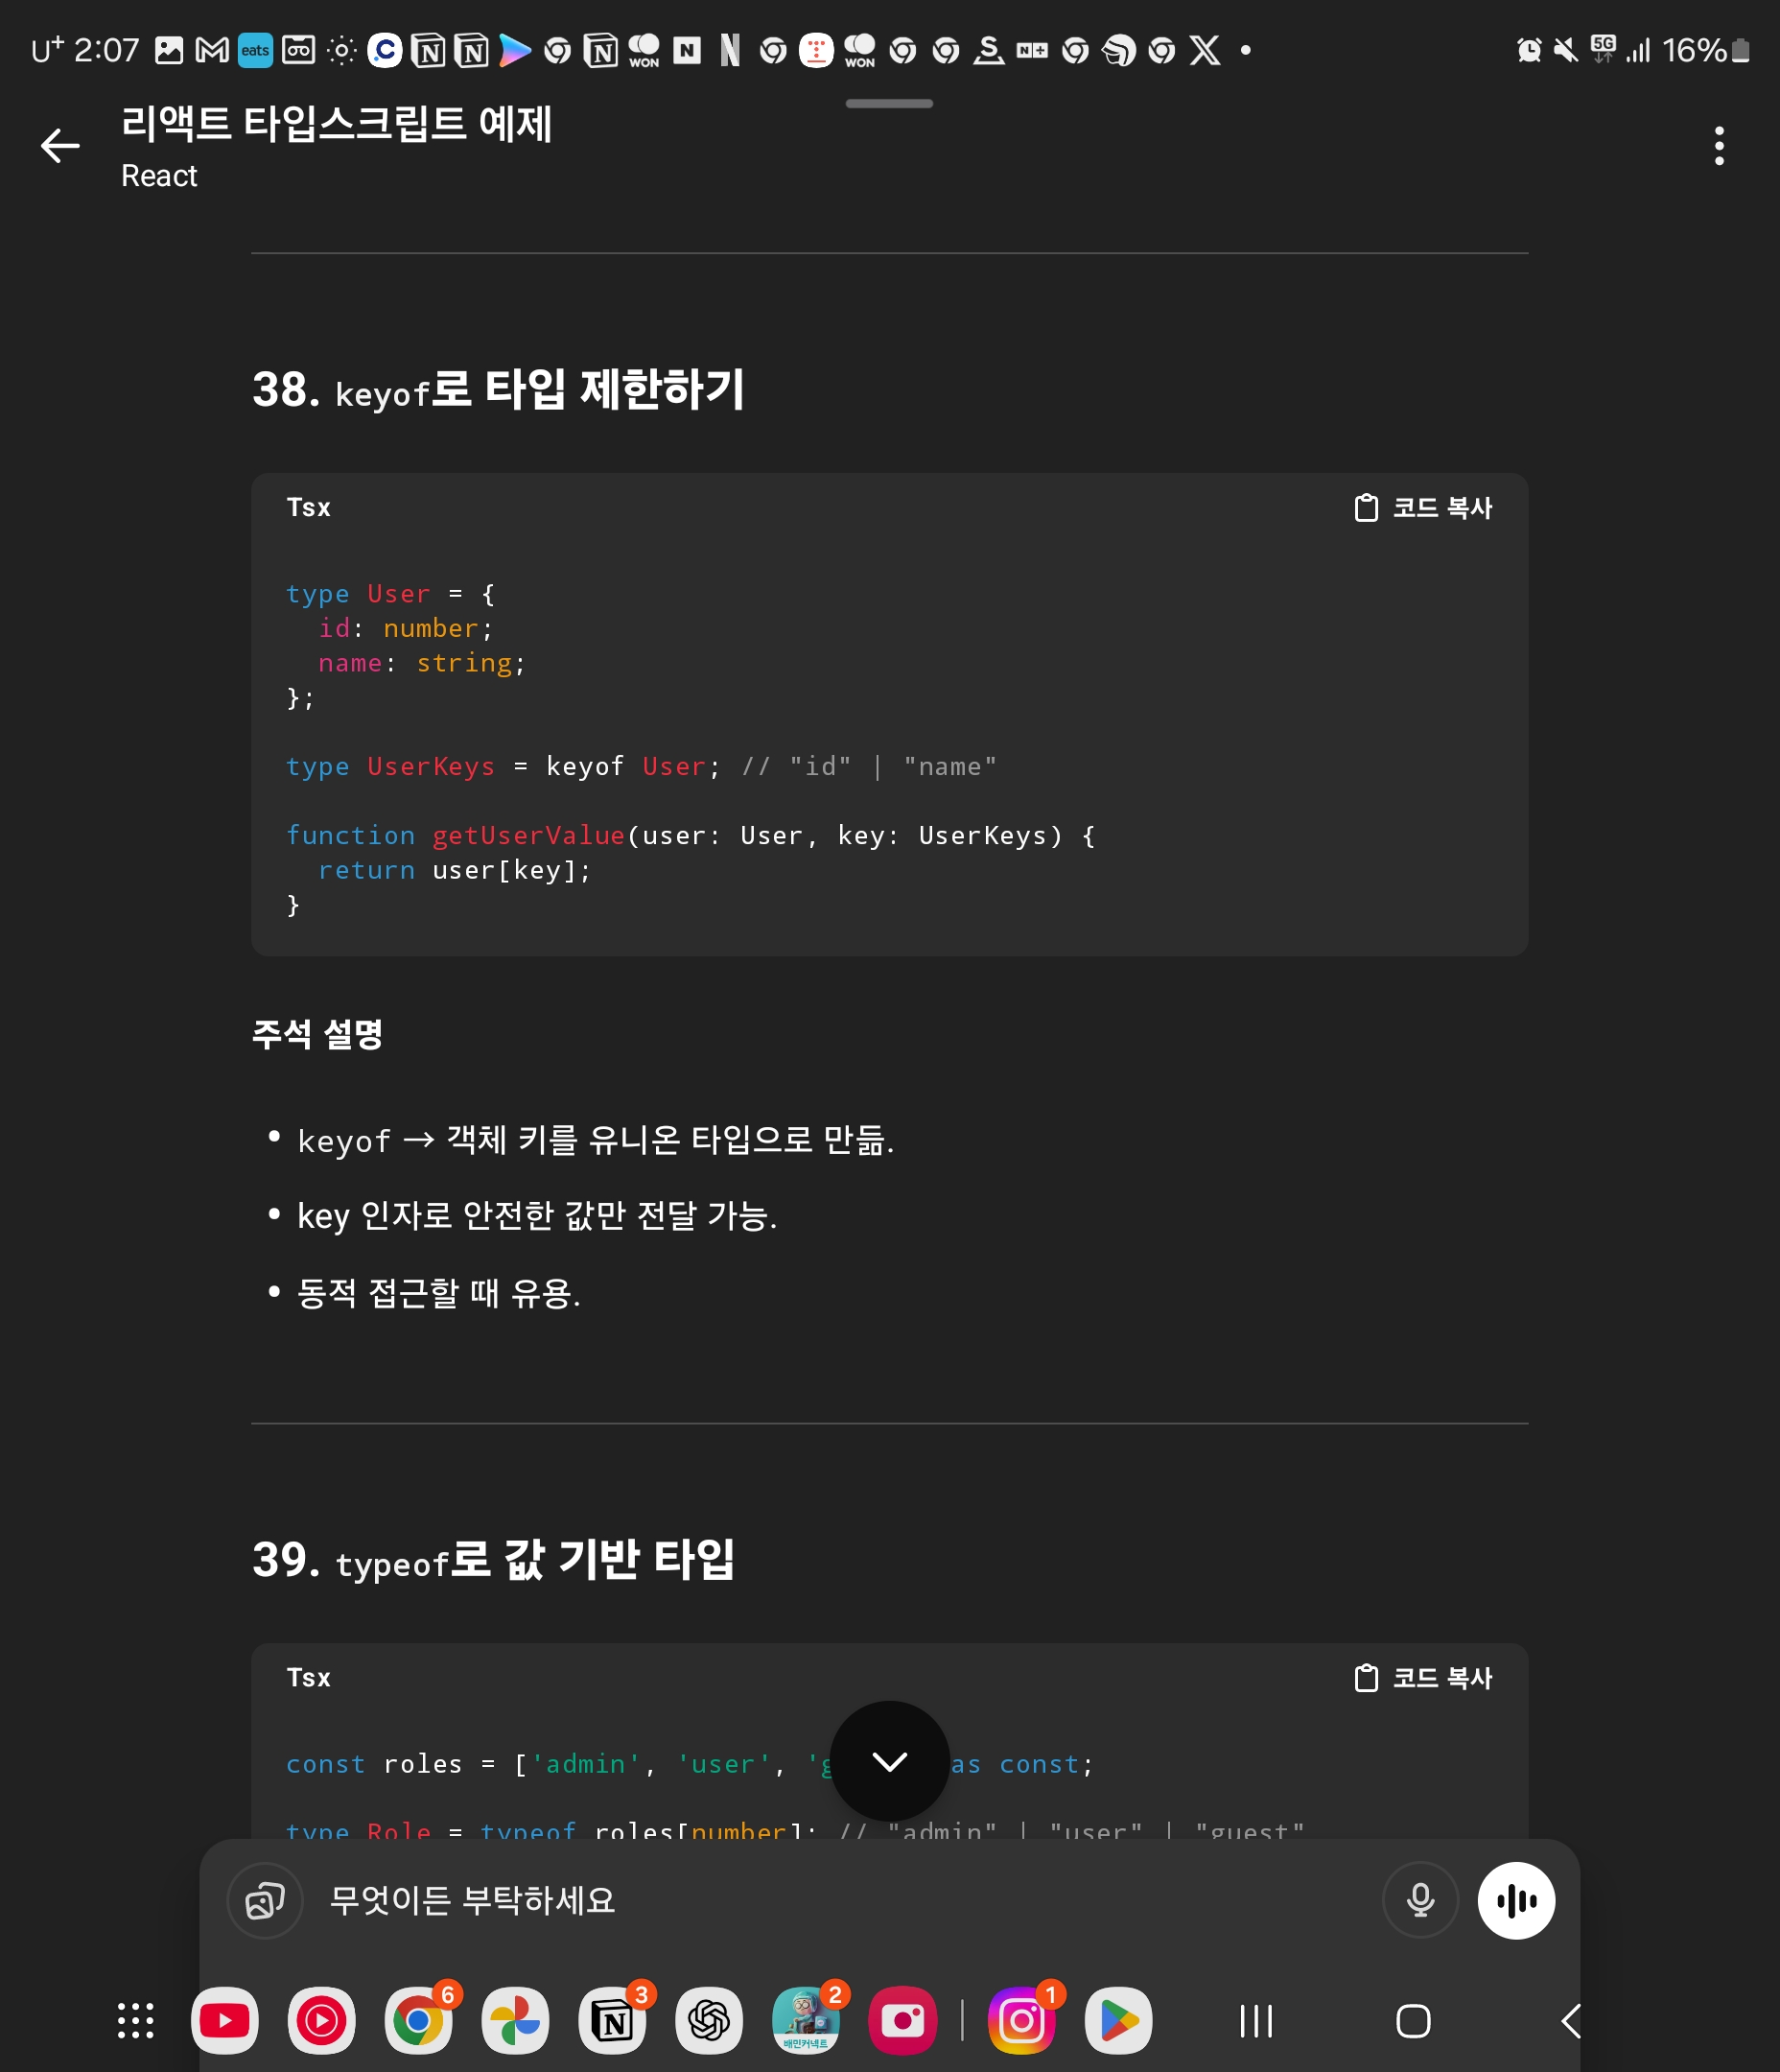 U+ 2:07 eats WON WON 5G 16%
리액트 타입스크립트 예제
React
38. keyof로 타입 제한하기
Tsx 코드 복사
type User = {
  id: number;
  name: string;
};
type UserKeys = keyof User; // "id" | "name"
function getUserValue(user: User, key: UserKeys) {
  return user[key];
}
주석 설명
• keyof → 객체 키를 유니온 타입으로 만듦.
• key 인자로 안전한 값만 전달 가능.
• 동적 접근할 때 유용.
39. typeof로 값 기반 타입
Tsx 코드 복사
const roles = ['admin', 'user', 'g as const;
type Role = typeof roles[number]; // "admin" | "user" | "guest"
무엇이든 부탁하세요
6 3 2 1
배민커넥트